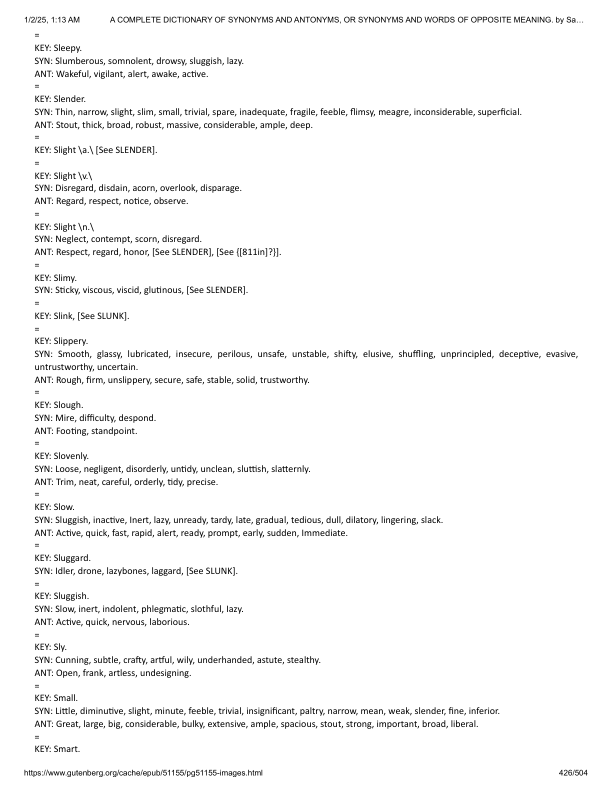 1/2/25, 1:13 AM A COMPLETE DICTIONARY OF SYNONYMS AND ANTONYMS, OR SYNONYMS AND WORDS OF OPPOSITE MEANING. by Sa…
=
KEY: Sleepy.
SYN: Slumberous, somnolent, drowsy, sluggish, lazy.
ANT: Wakeful, vigilant, alert, awake, active.
=
KEY: Slender.
SYN: Thin, narrow, slight, slim, small, trivial, spare, inadequate, fragile, feeble, flimsy, meagre, inconsiderable, superficial.
ANT: Stout, thick, broad, robust, massive, considerable, ample, deep.
=
KEY: Slight \a.\ [See SLENDER].
=
KEY: Slight \v.\
SYN: Disregard, disdain, acorn, overlook, disparage.
ANT: Regard, respect, notice, observe.
=
KEY: Slight \n.\
SYN: Neglect, contempt, scorn, disregard.
ANT: Respect, regard, honor, [See SLENDER], [See {[811in]?}].
=
KEY: Slimy.
SYN: Sticky, viscous, viscid, glutinous, [See SLENDER].
=
KEY: Slink, [See SLUNK].
=
KEY: Slippery.
SYN: Smooth, glassy, lubricated, insecure, perilous, unsafe, unstable, shifty, elusive, shuffling, unprincipled, deceptive, evasive,
untrustworthy, uncertain.
ANT: Rough, firm, unslippery, secure, safe, stable, solid, trustworthy.
=
KEY: Slough.
SYN: Mire, difficulty, despond.
ANT: Footing, standpoint.
=
KEY: Slovenly.
SYN: Loose, negligent, disorderly, untidy, unclean, sluttish, slatternly.
ANT: Trim, neat, careful, orderly, tidy, precise.
=
KEY: Slow.
SYN: Sluggish, inactive, Inert, lazy, unready, tardy, late, gradual, tedious, dull, dilatory, lingering, slack.
ANT: Active, quick, fast, rapid, alert, ready, prompt, early, sudden, Immediate.
=
KEY: Sluggard.
SYN: Idler, drone, lazybones, laggard, [See SLUNK].
=
KEY: Sluggish.
SYN: Slow, inert, indolent, phlegmatic, slothful, lazy.
ANT: Active, quick, nervous, laborious.
=
KEY: Sly.
SYN: Cunning, subtle, crafty, artful, wily, underhanded, astute, stealthy.
ANT: Open, frank, artless, undesigning.
=
KEY: Small.
SYN: Little, diminutive, slight, minute, feeble, trivial, insignificant, paltry, narrow, mean, weak, slender, fine, inferior.
ANT: Great, large, big, considerable, bulky, extensive, ample, spacious, stout, strong, important, broad, liberal.
=
KEY: Smart.
https://www.gutenberg.org/cache/epub/51155/pg51155-images.html 426/504